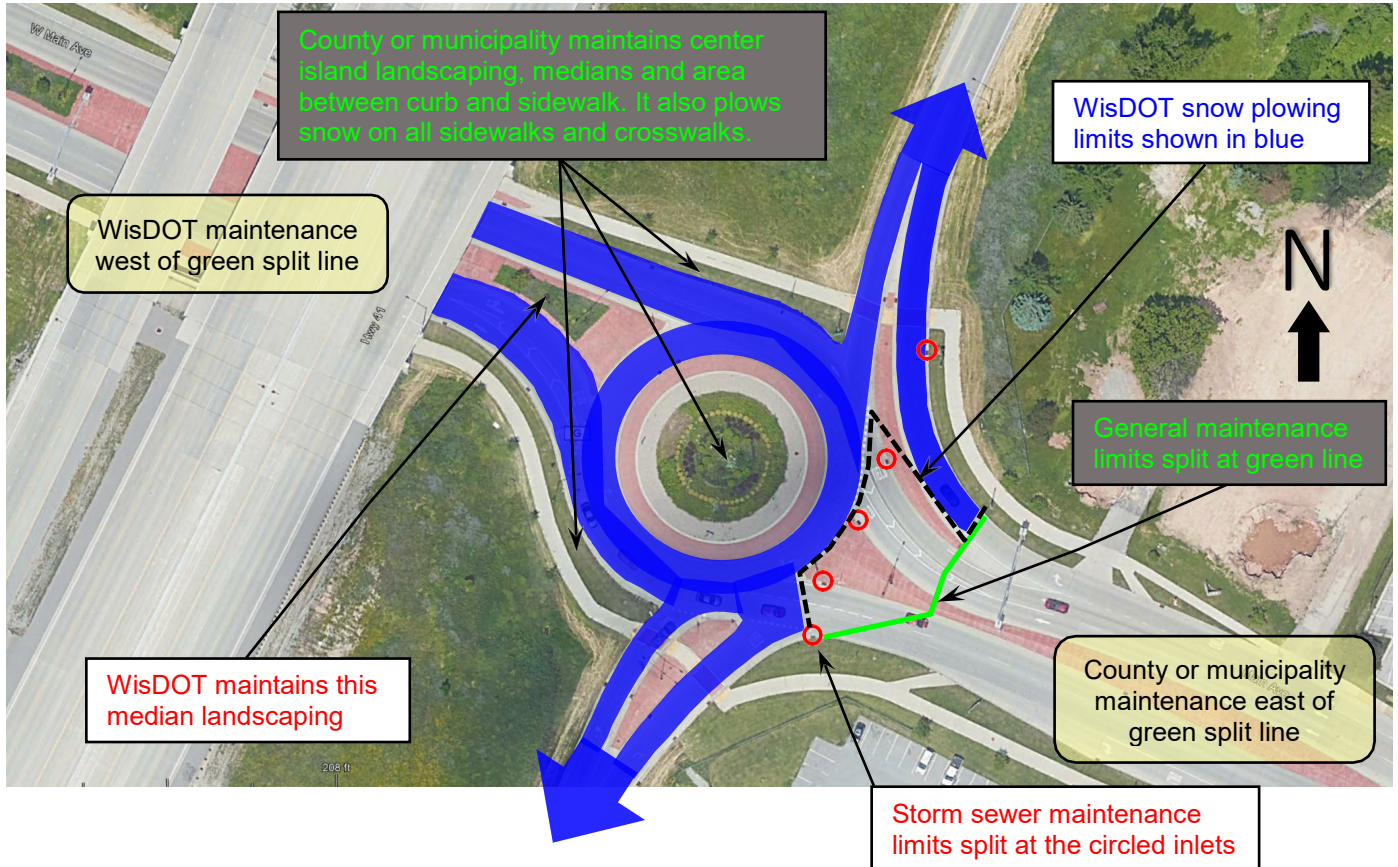 W Main Ave
County or municipality maintains center
island landscaping, medians and area
between curb and sidewalk. It also plows
snow on all sidewalks and crosswalks.
WisDOT snow plowing
limits shown in blue
WisDOT maintenance
west of green split line
N
Hwy 41
General maintenance
limits split at green line
WisDOT maintains this
median landscaping
County or municipality
maintenance east of
green split line
208 ft
Storm sewer maintenance
limits split at the circled inlets